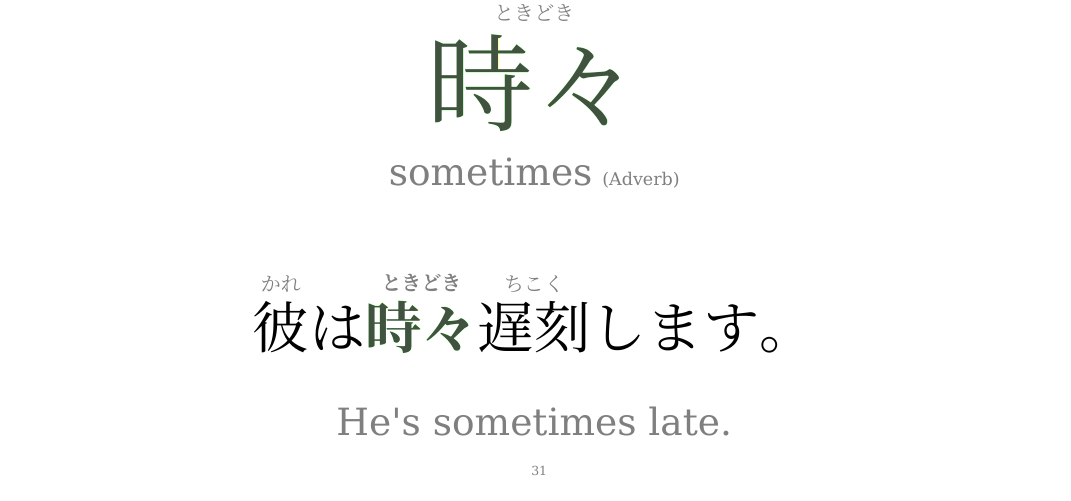 ときどき
時々
sometimes (Adverb)
かれ ときどき ちこく
彼は時々遅刻します。
He's sometimes late.
31